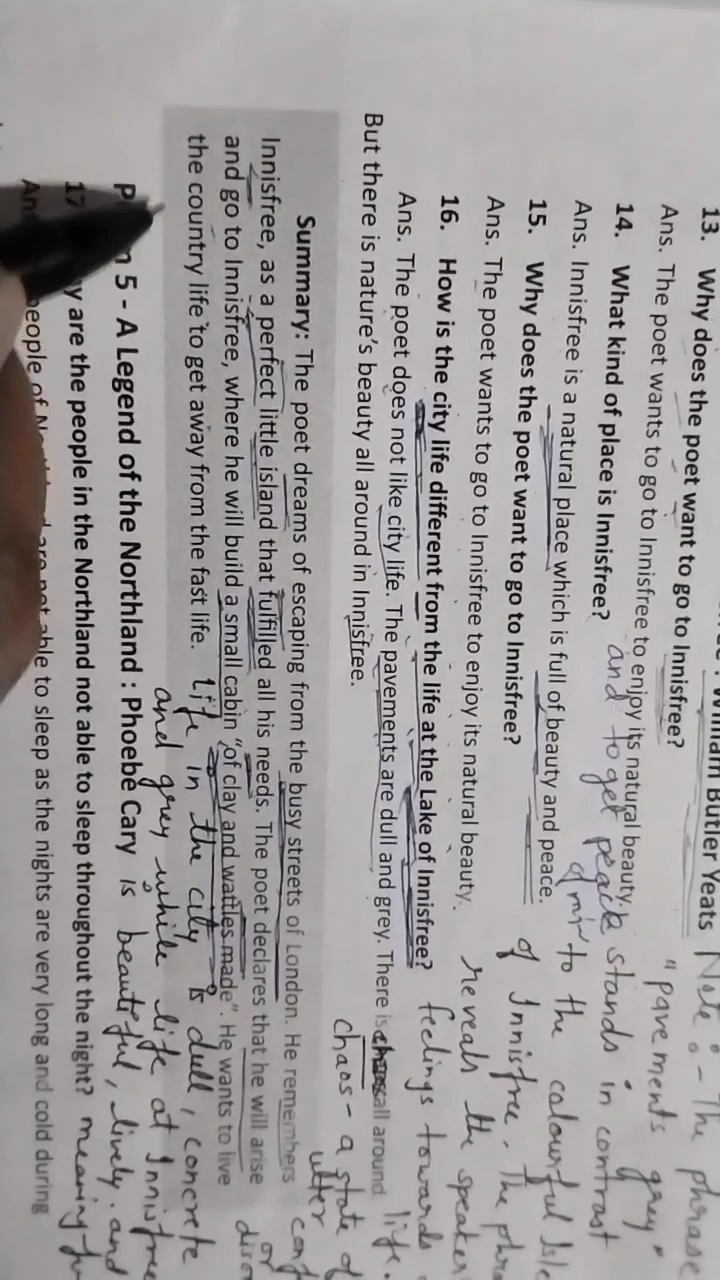 William Butler Yeats
13. Why does the poet want to go to Innisfree?
Ans. The poet wants to go to Innisfree to enjoy its natural beauty.
and to get peace
14. What kind of place is Innisfree?
Ans. Innisfree is a natural place which is full of beauty and peace.
15. Why does the poet want to go to Innisfree?
Ans. The poet wants to go to Innisfree to enjoy its natural beauty.
16. How is the city life different from the life at the Lake of Innisfree?
Ans. The poet does not like city life. The pavements are dull and grey. There is all around
But there is nature's beauty all around in Innisfree.
Summary: The poet dreams of escaping from the busy streets of London. He remembers
Innisfree, as a perfect little island that fulfilled all his needs. The poet declares that he will arise
and go to Innisfree, where he will build a small cabin "of clay and wattles made". He wants to live
the country life to get away from the fast life.
Life in the city is dull, concrete
and grey while life at Innisfree
is beautiful, lively and
5 - A Legend of the Northland : Phoebe Cary
17 are the people in the Northland not able to sleep throughout the night?
people of are not able to sleep as the nights are very long and cold during
Note :- The phrase
"pavements grey"
stands in contrast
to the colourful Isle
of Innisfree. The
reveals the speaker
feelings towards
life.
chaos - a state of
utter
or